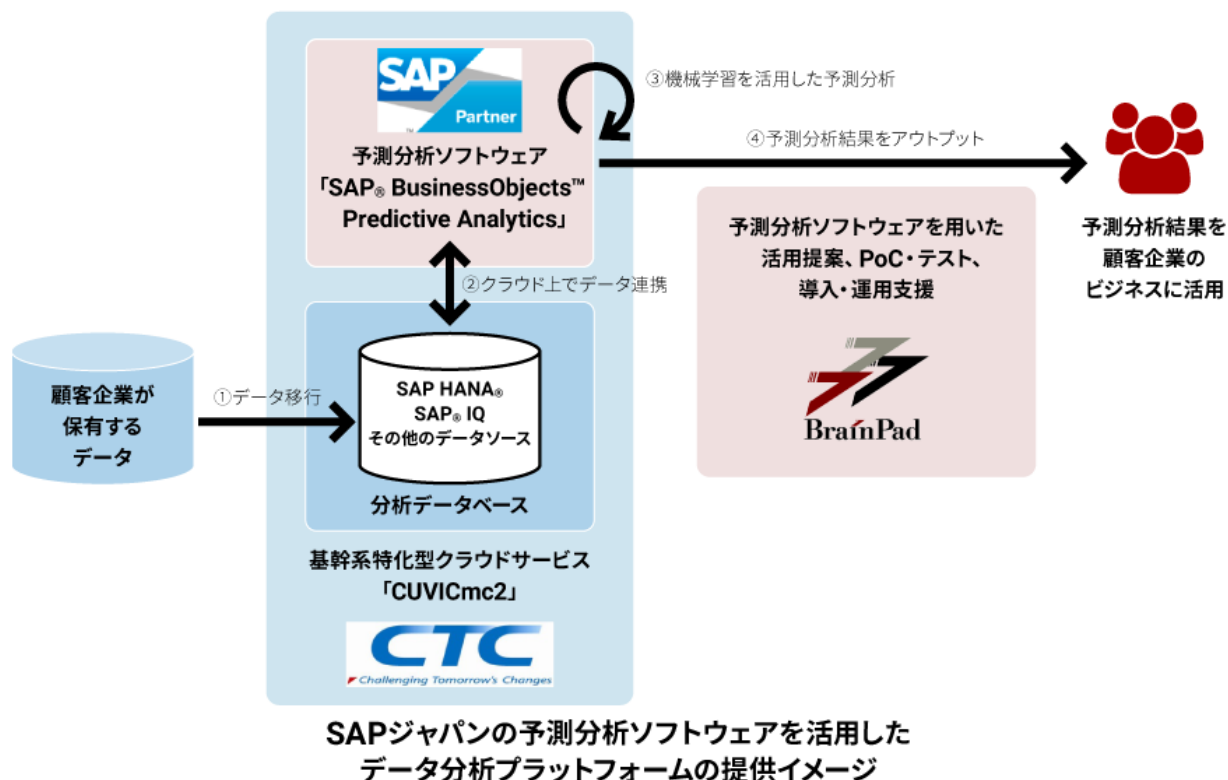 SAP
Partner
TM
予測分析ソフトウェア
「SAP® BusinessObjects™
Predictive Analytics」
③機械学習を活用した予測分析
④予測分析結果をアウトプット
予測分析結果を
顧客企業の
ビジネスに活用
予測分析ソフトウェアを用いた
活用提案、PoC・テスト、
導入・運用支援
BrainPad
②クラウド上でデータ連携
顧客企業が
保有する
データ
①データ移行
SAP HANA®
SAP® IQ
その他のデータソース
分析データベース
基幹系特化型クラウドサービス
「CUVICmc2」
CTC
Challenging Tomorrow's Changes
SAPジャパンの予測分析ソフトウェアを活用した
データ分析プラットフォームの提供イメージ